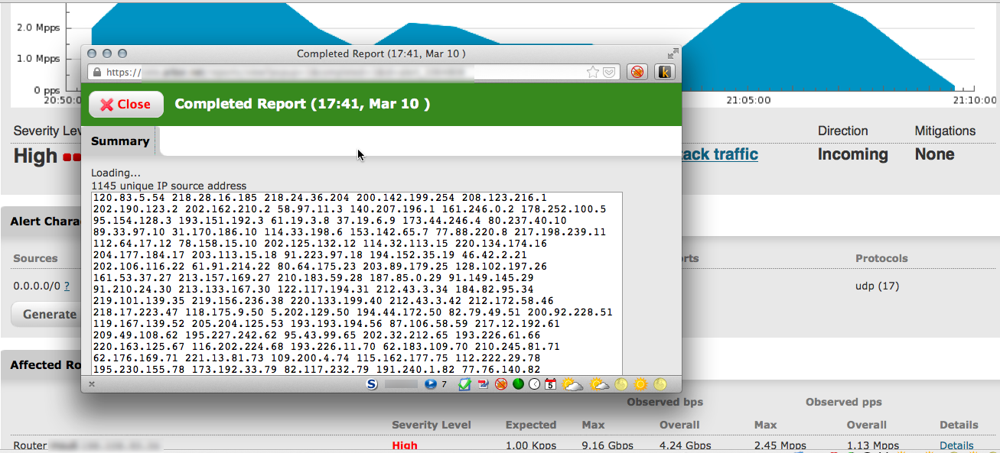 2.0 Mpps
1.0 Mpps
0 pps
20:50:0
21:05:00
21:10:00
Completed Report (17:41, Mar 10 )
https://
Close
Completed Report (17:41, Mar 10 )
Summary
Loading...
1145 unique IP source address
120.83.5.54 218.28.16.185 218.24.36.204 200.142.199.254 208.123.216.1
202.190.123.2 202.162.210.2 58.97.11.3 140.207.196.1 161.246.0.2 178.252.100.5
95.154.128.3 193.151.192.3 61.19.3.8 37.19.6.9 173.44.246.4 80.237.40.10
89.33.97.10 31.170.186.10 114.33.198.6 153.142.65.7 77.88.220.8 217.198.239.11
112.64.17.12 78.158.15.10 202.125.132.12 114.32.113.15 220.134.174.16
204.177.184.17 203.113.15.18 91.223.97.18 194.152.35.19 46.42.2.21
202.106.116.22 61.91.214.22 80.64.175.23 203.89.179.25 128.102.197.26
161.53.37.27 213.157.169.27 210.183.59.28 187.85.0.29 91.149.145.29
91.210.24.30 213.133.167.30 122.117.194.31 212.43.3.34 184.82.95.34
219.101.139.35 219.156.236.38 220.133.199.40 212.43.3.42 212.172.58.46
218.17.223.47 118.175.9.50 5.202.129.50 194.44.172.50 82.79.49.51 200.92.228.51
119.167.139.52 205.204.125.53 193.193.194.56 87.106.58.59 217.12.192.61
209.49.108.62 195.227.242.62 95.43.99.65 202.32.212.65 193.226.61.66
220.163.125.67 116.202.224.68 193.226.11.70 62.183.109.70 210.245.81.71
62.176.169.71 221.13.81.73 109.200.4.74 115.162.177.75 112.222.29.78
195.230.155.78 173.192.33.79 82.117.232.79 191.240.1.82 77.76.140.82
7
5
Severity Lev
Direction
Mitigations
High
ack traffic
Incoming
None
Alert Chara
Sources
rts
Protocols
0.0.0.0/0 ?
udp (17)
Generate
Affected Ro
Observed bps
Observed pps
Severity Level
Expected
Max
Overall
Max
Overall
Details
Router
High
1.00 Kpps
9.16 Gbps
4.24 Gbps
2.45 Mpps
1.13 Mpps
Details